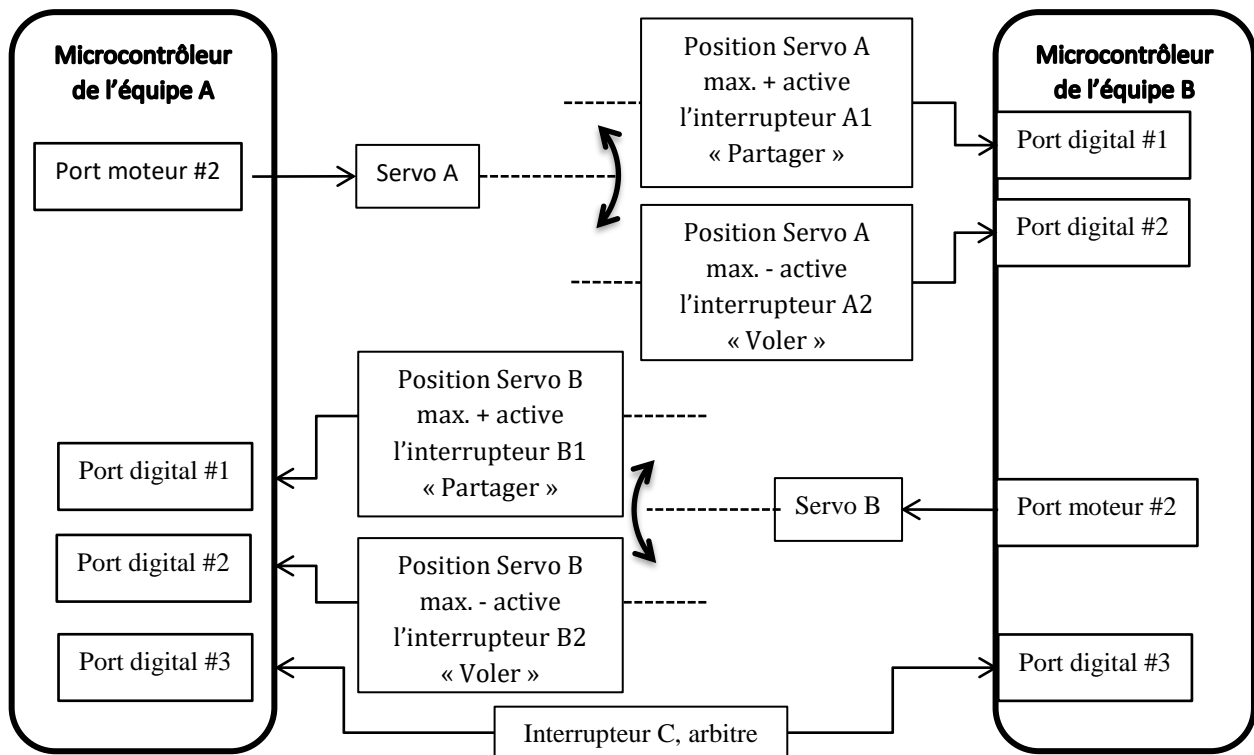 Microcontrôleur
de l'équipe A
Position Servo A
max. + active
l'interrupteur A1
« Partager »
Microcontrôleur
de l'équipe B
Port digital #1
Port moteur #2
Servo A
Port digital #2
Position Servo A
max. - active
l'interrupteur A2
« Voler »
Position Servo B
max. + active
l'interrupteur B1
« Partager »
Port digital #1
Servo B
Port moteur #2
Port digital #2
Position Servo B
max. - active
l'interrupteur B2
« Voler »
Port digital #3
Port digital #3
Interrupteur C, arbitre